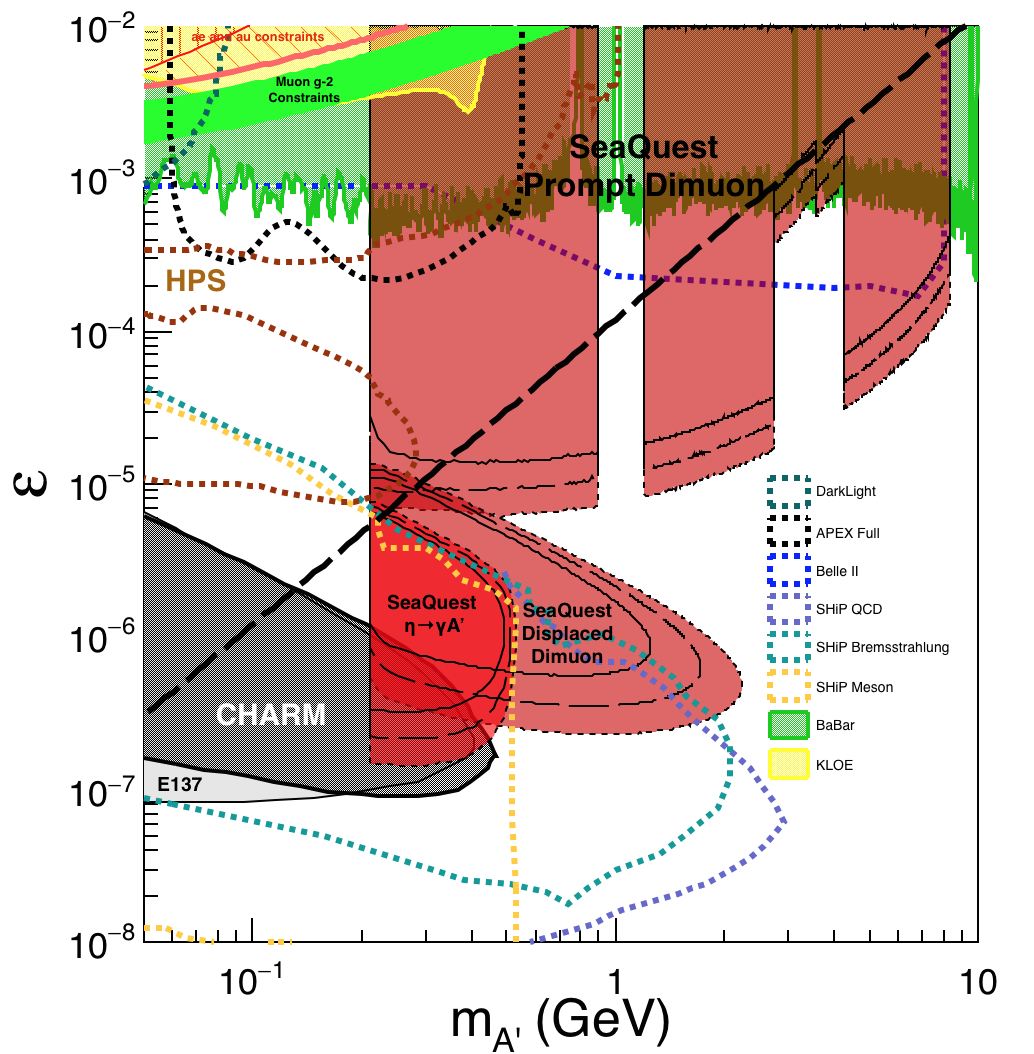 10⁻²
ae and au constraints
Muon g-2
Constraints
SeaQuest
Prompt Dimuon
10⁻³
HPS
10⁻⁴
ε
10⁻⁵
DarkLight
APEX Full
Belle II
SHiP QCD
SHiP Bremsstrahlung
SHiP Meson
BaBar
KLOE
SeaQuest
η→γA'
SeaQuest
Displaced
Dimuon
10⁻⁶
CHARM
E137
10⁻⁷
10⁻⁸
10⁻¹ 1 10
m_A' (GeV)